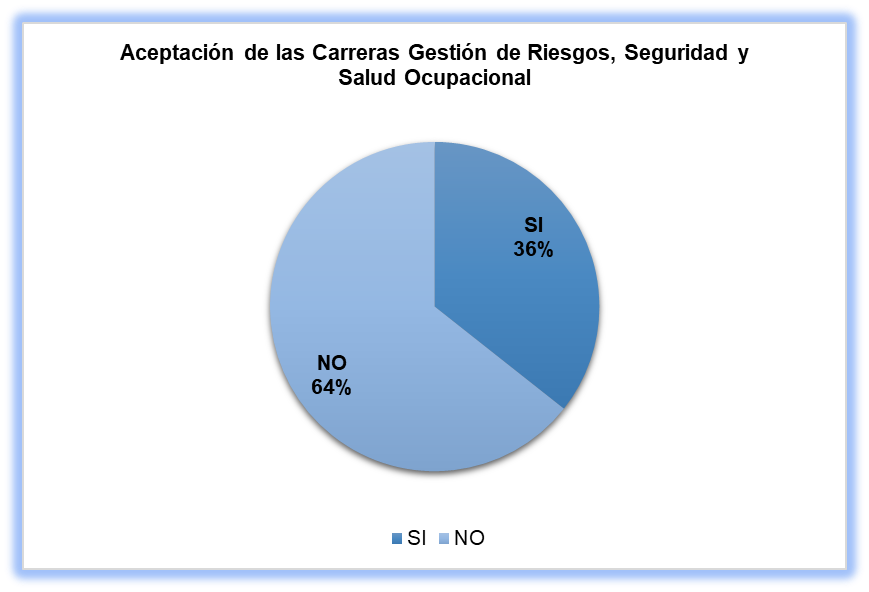 Aceptación de las Carreras Gestión de Riesgos, Seguridad y
Salud Ocupacional
SI
36%
NO
64%
SI NO